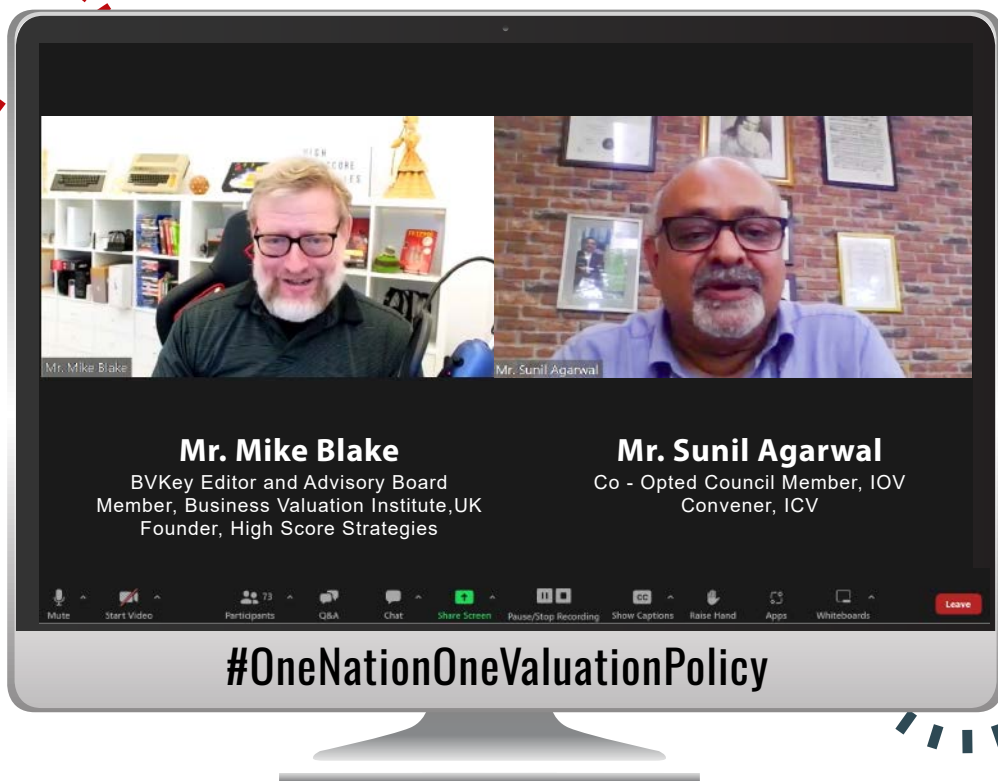 HIGH
SCORE
Mr. Mike Blake
Mr. Sunil Agarwal
Mr. Mike Blake
BVKey Editor and Advisory Board
Member, Business Valuation Institute,UK
Founder, High Score Strategies
Mr. Sunil Agarwal
Co - Opted Council Member, IOV
Convener, ICV
Mute
Start Video
73
Participants
Q&A
Chat
Share Screen
Pause/Stop Recording
CC
Show Captions
Raise Hand
Apps
Whiteboards
Leave
#OneNationOneValuationPolicy